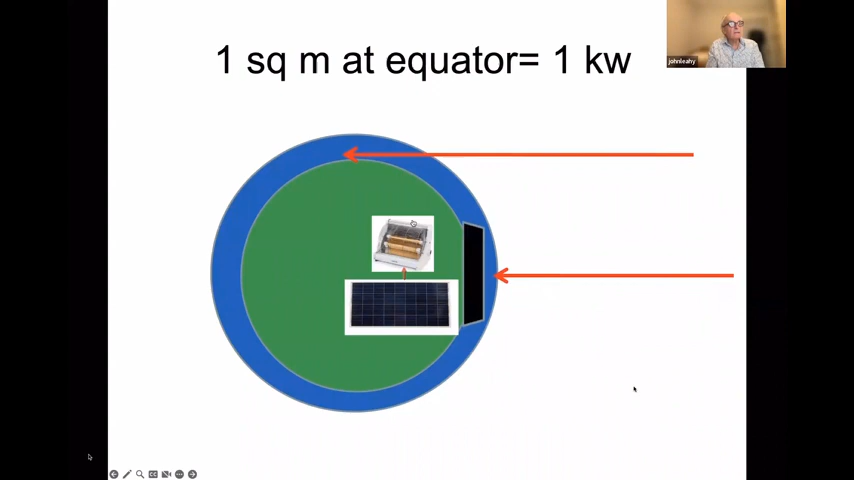 1 sq m at equator= 1 kw
johnleahy